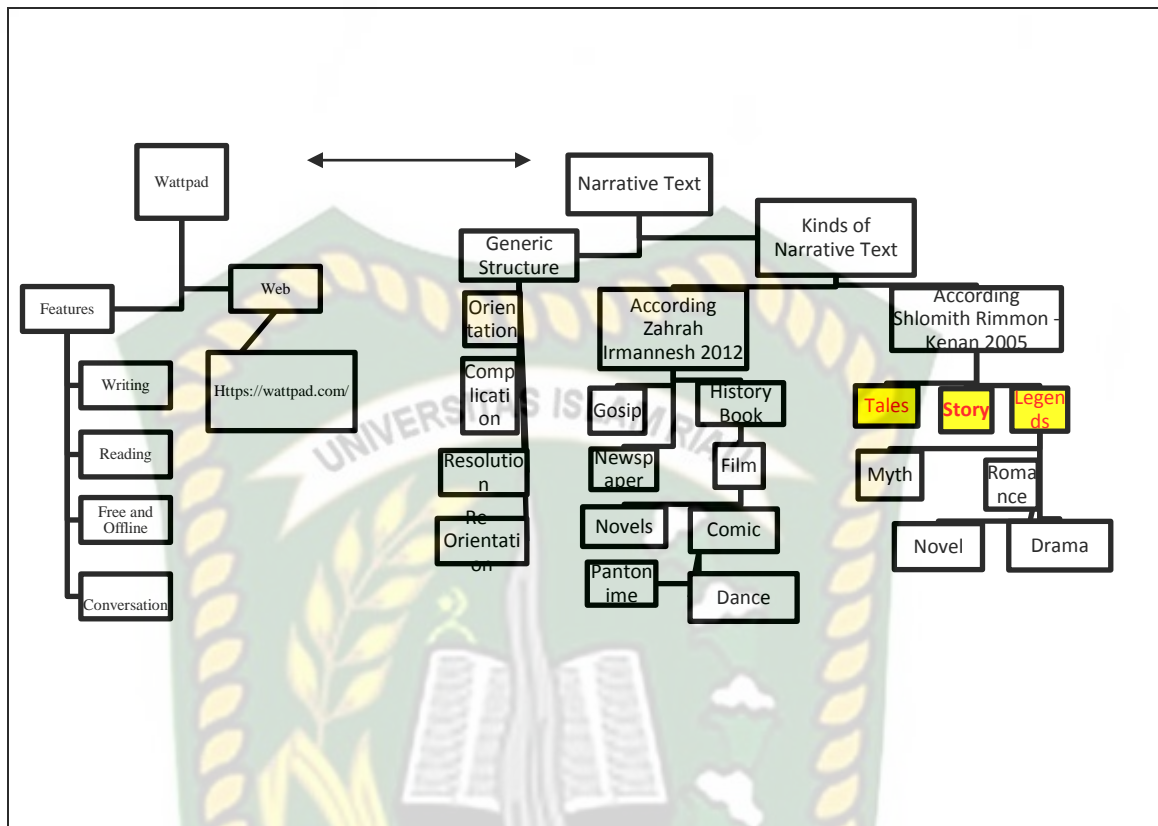 Wattpad
Features
Web
Https://wattpad.com/
Writing
Reading
Free and
Offline
Conversation
Narrative Text
Generic
Structure
Orien
tation
Comp
licati
on
Resolutio
n
Re-
Orientati
on
Kinds of
Narrative Text
According
Zahrah
Irmannesh 2012
Gosip
History
Book
Newsp
aper
Film
Novels
Comic
Panton
ime
Dance
According
Shlomith Rimmon -
Kenan 2005
Tales
Story
Legen
ds
Myth
Roma
nce
Novel
Drama
UNIVERSITAS ISLAM RIAU